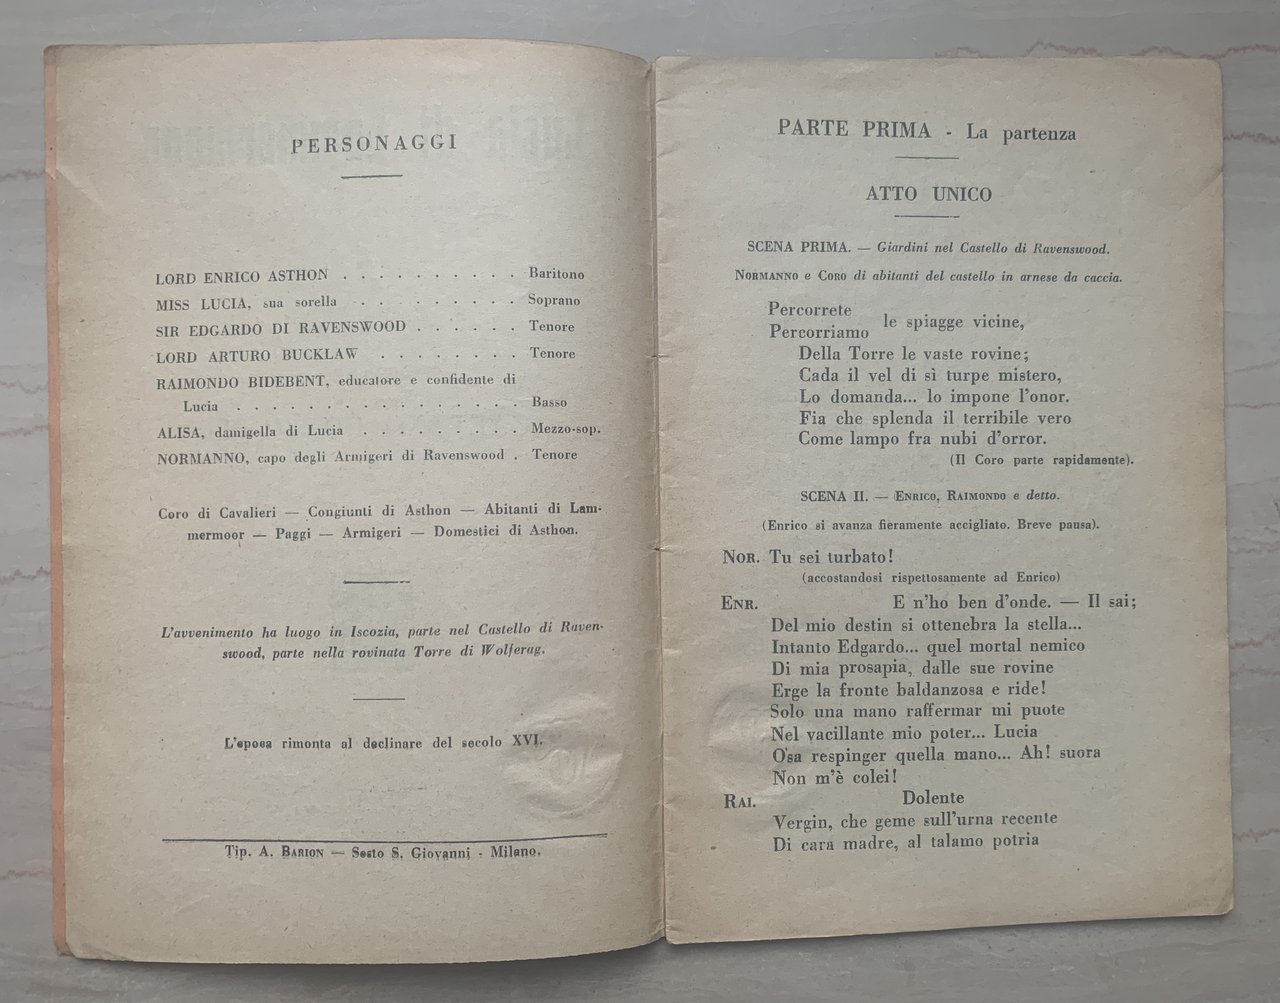 PERSONAGGI
LORD ENRICO ASTHON . . . . . . . . . . Baritono
MISS LUCIA, sua sorella . . . . . . . . . Soprano
SIR EDGARDO DI RAVENSWOOD . . . . . . Tenore
LORD ARTURO BUCKLAW . . . . . . . . Tenore
RAIMONDO BIDEBENT, educatore e confidente di
Lucia . . . . . . . . . . . . . . . . Basso
ALISA, damigella di Lucia . . . . . . . . . Mezzo-sop.
NORMANNO, capo degli Armigeri di Ravenswood . Tenore
Coro di Cavalieri — Congiunti di Asthon — Abitanti di Lam-
mermoor — Paggi — Armigeri — Domestici di Asthon.
L'avvenimento ha luogo in Iscozia, parte nel Castello di Raven-
swood, parte nella rovinata Torre di Wolferag.
L'epoca rimonta al declinare del secolo XVI.
Tip. A. BARION — Sesto S. Giovanni - Milano.
PARTE PRIMA - La partenza
ATTO UNICO
SCENA PRIMA. — Giardini nel Castello di Ravenswood.
NORMANNO e CORO di abitanti del castello in arnese da caccia.
Percorrete
Percorriamo le spiagge vicine,
Della Torre le vaste rovine;
Cada il vel di sì turpe mistero,
Lo domanda... lo impone l'onor.
Fia che splenda il terribile vero
Come lampo fra nubi d'orror.
(Il Coro parte rapidamente).
SCENA II. — ENRICO, RAIMONDO e detto.
(Enrico si avanza fieramente accigliato. Breve pausa).
NOR. Tu sei turbato!
(accostandosi rispettosamente ad Enrico)
ENR. E n'ho ben d'onde. — Il sai;
Del mio destin si ottenebra la stella...
Intanto Edgardo... quel mortal nemico
Di mia prosapia, dalle sue rovine
Erge la fronte baldanzosa e ride!
Solo una mano raffermar mi puote
Nel vacillante mio poter... Lucia
Osa respinger quella mano... Ah! suora
Non m'è colei!
RAI. Dolente
Vergin, che geme sull'urna recente
Di cara madre, al talamo potria